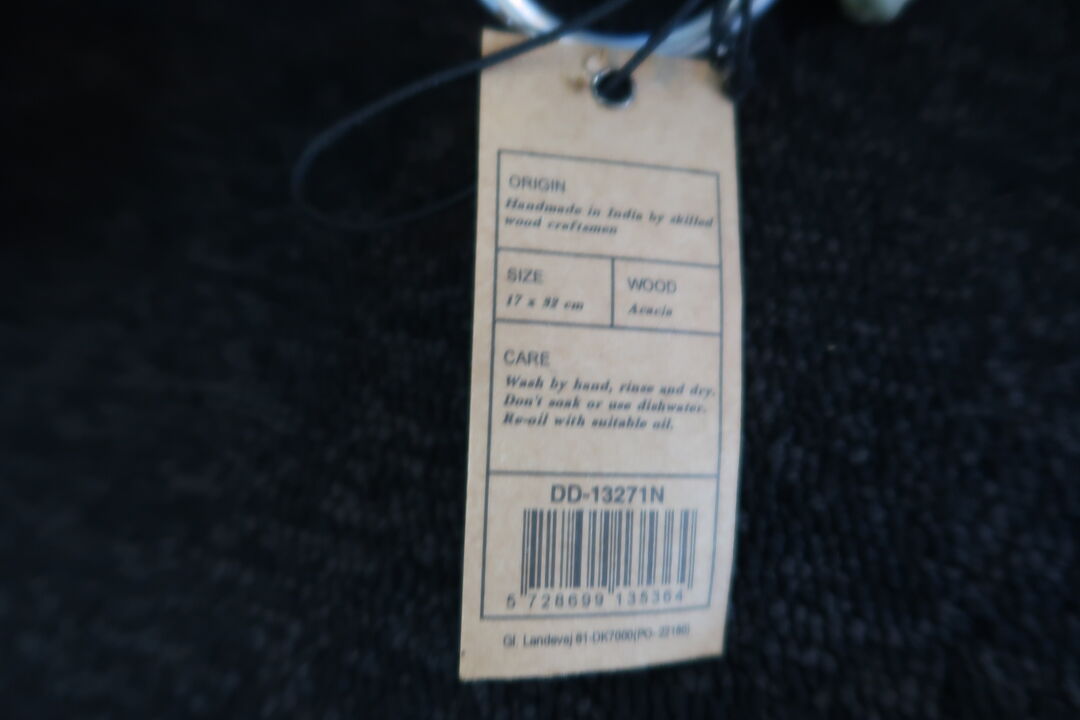 ORIGIN
Handmade in India by skilled
wood craftsmen
SIZE
17 x 32 cm
WOOD
Acacia
CARE
Wash by hand, rinse and dry.
Don't soak or use dishwater.
Re-oil with suitable oil.
DD-13271N
5 728699 135364
Gl. Landevej 81-DK7000(PO- 22180)